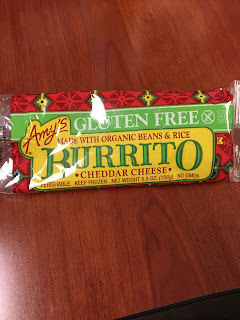 Amy's
GLUTEN FREE
MADE WITH ORGANIC BEANS & RICE
BURRITO
•CHEDDAR CHEESE•
PERISHABLE KEEP FROZEN NET WEIGHT 5.5 OZ. (156g) NO GMOs